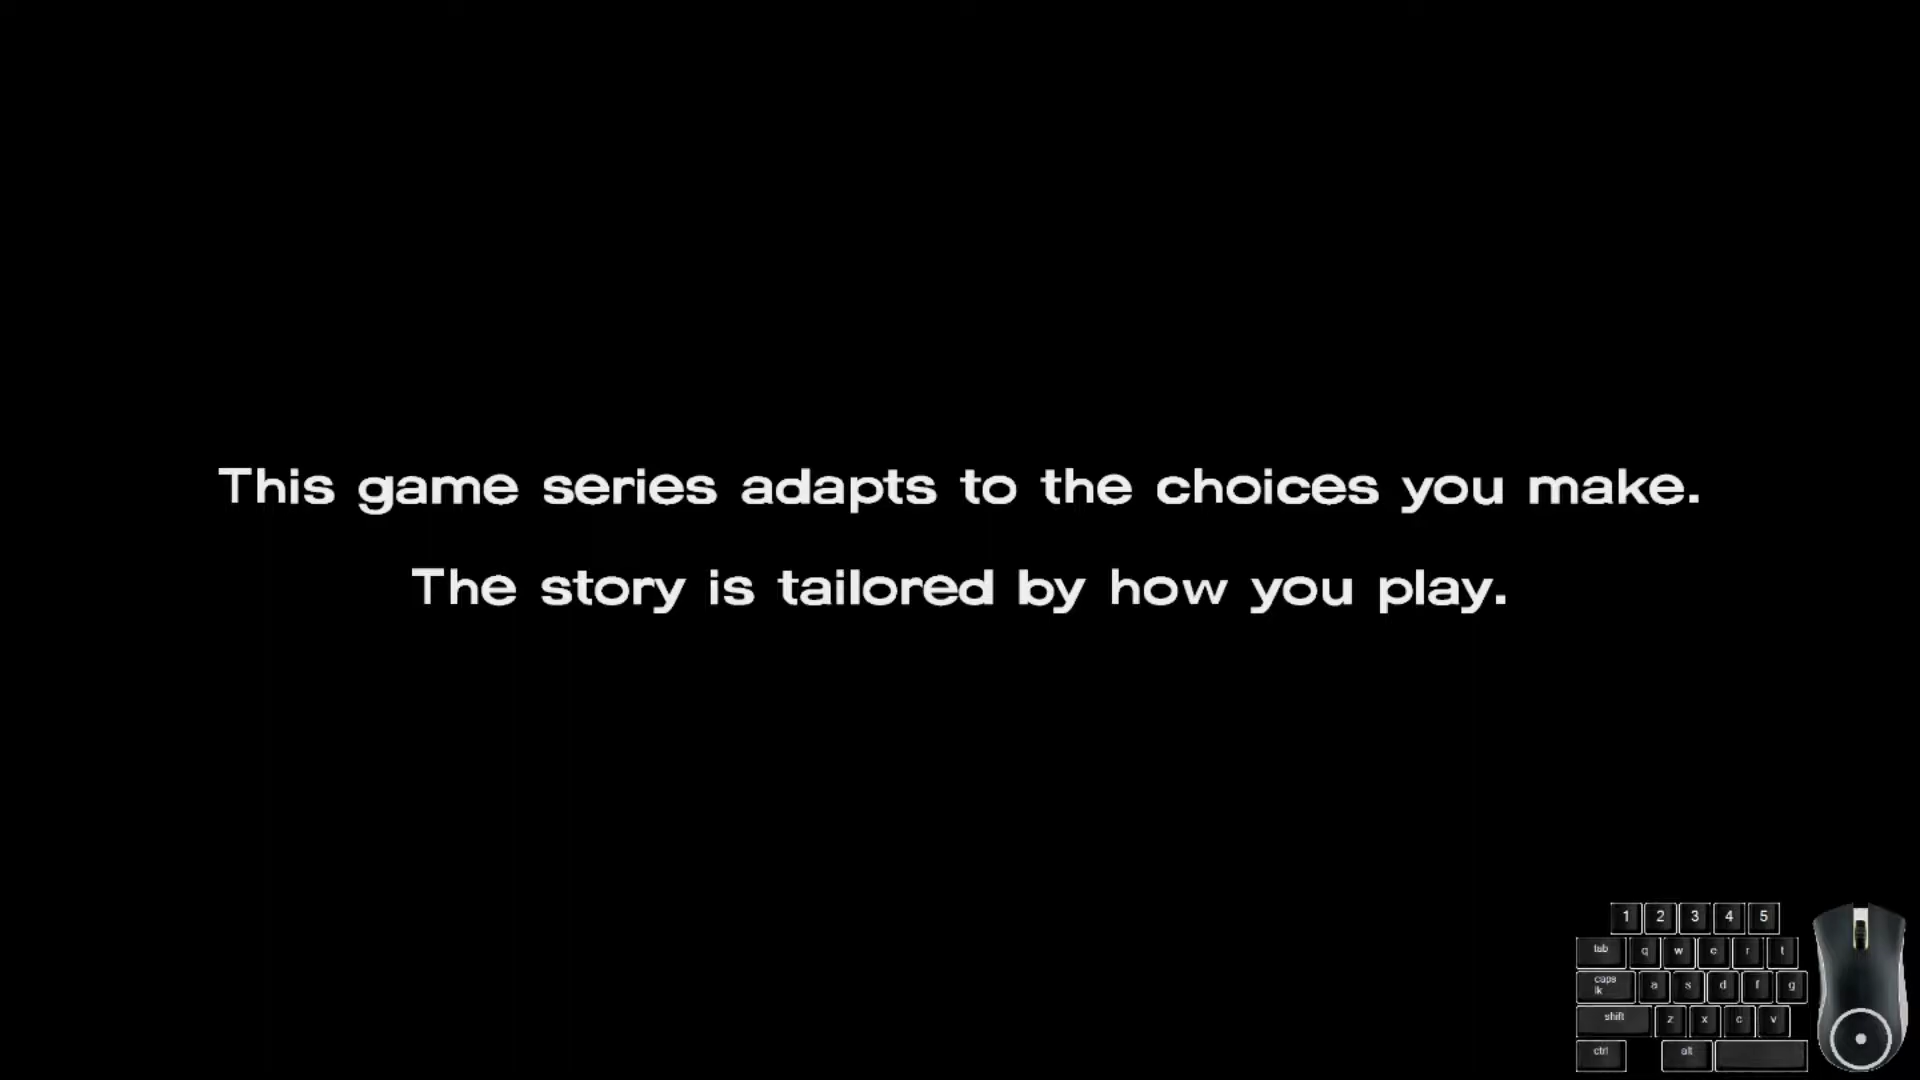 This game series adapts to the choices you make.
The story is tailored by how you play.
1 2 3 4 5
tab q w e r t
caps lk a s d f g
shift z x c v
ctrl alt